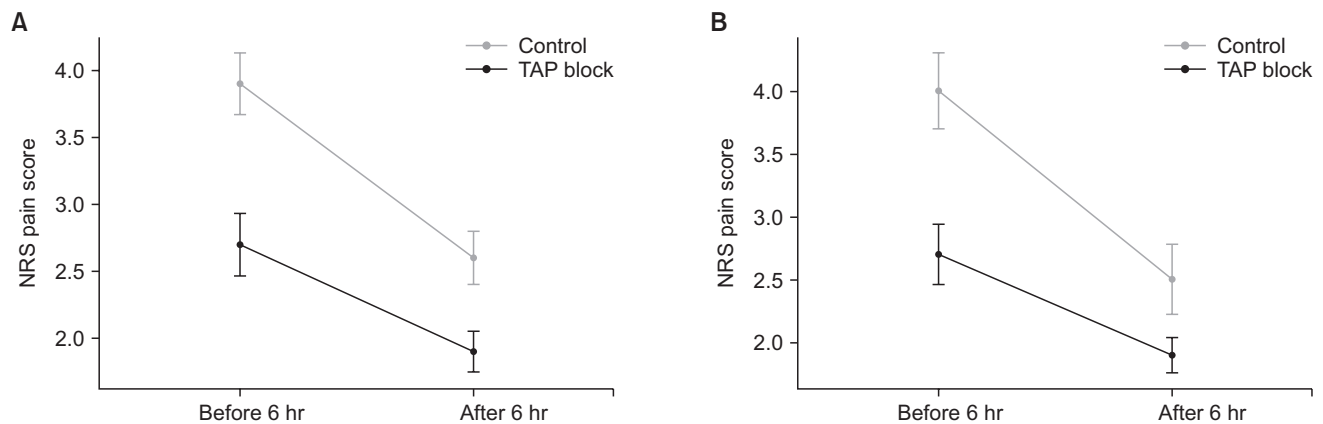 A
Control
TAP block
NRS pain score
4.0
3.5
3.0
2.5
2.0
Before 6 hr
After 6 hr
B
Control
TAP block
NRS pain score
4.0
3.5
3.0
2.5
2.0
Before 6 hr
After 6 hr